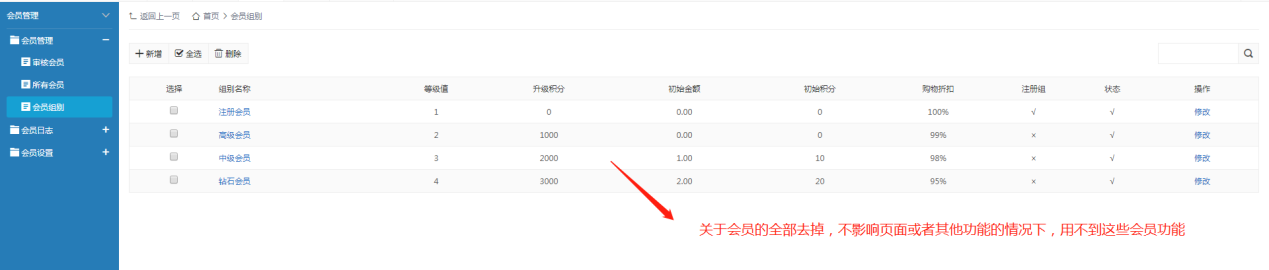 会员管理
会员管理
审核会员
所有会员
会员组别
会员日志
会员设置
返回上一页 首页 > 会员组别
新增 全选 删除
选择 组别名称 等级值 升级积分 初始金额 初始积分 购物折扣 注册组 状态 操作
注册会员 1 0 0.00 0 100% √ √ 修改
高级会员 2 1000 0.00 0 99% × √ 修改
中级会员 3 2000 1.00 10 98% × √ 修改
钻石会员 4 3000 2.00 20 95% × √ 修改
关于会员的全部去掉，不影响页面或者其他功能的情况下，用不到这些会员功能